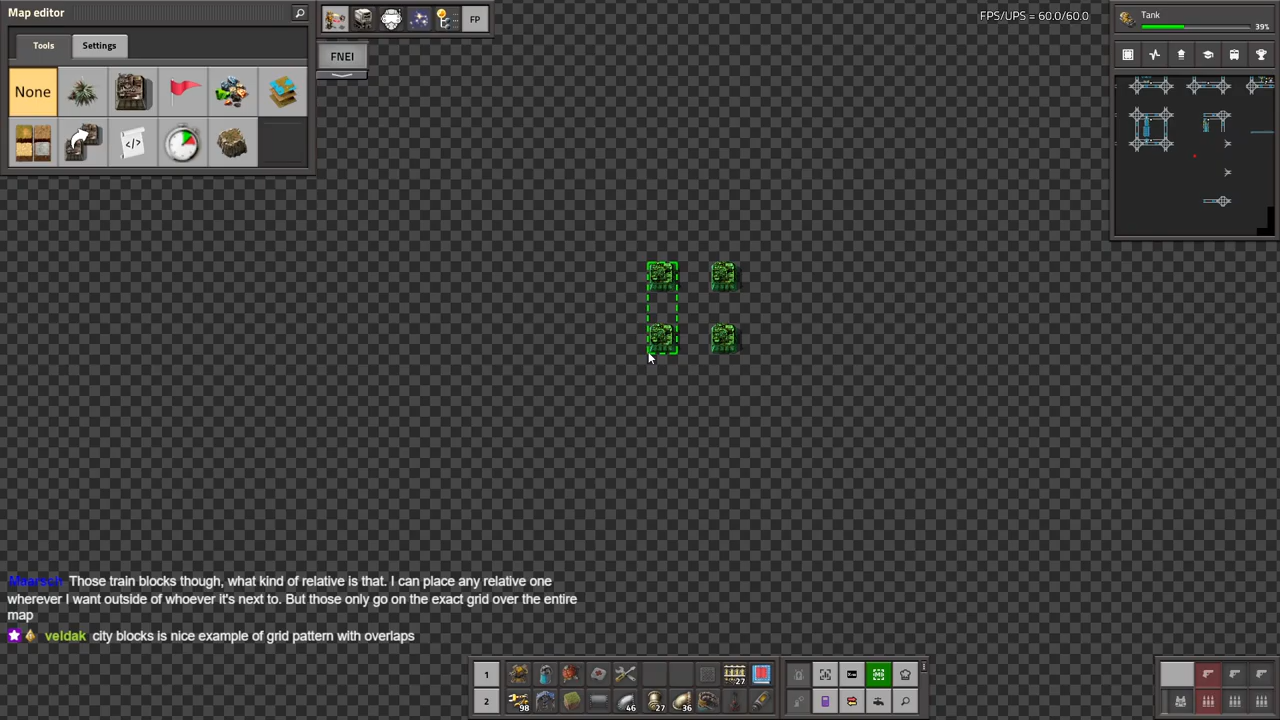 Map editor
Tools
Settings
None
FP
FNEI
FPS/UPS = 60.0/60.0
Tank
39%
Those train blocks though, what kind of relative is that. I can place any relative one
wherever I want outside of whoever it's next to. But those only go on the exact grid over the entire
map
veldak city blocks is nice example of grid pattern with overlaps
1
27
2
98
46
27
36